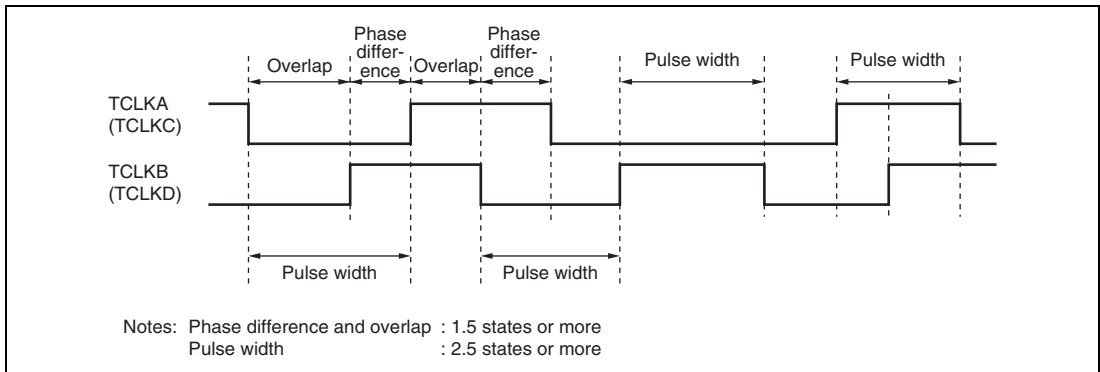 Phase
differ-
ence
Phase
differ-
ence
Overlap
Overlap
Pulse width
Pulse width
TCLKA
(TCLKC)
TCLKB
(TCLKD)
Pulse width
Pulse width
Notes: Phase difference and overlap : 1.5 states or more
Pulse width : 2.5 states or more